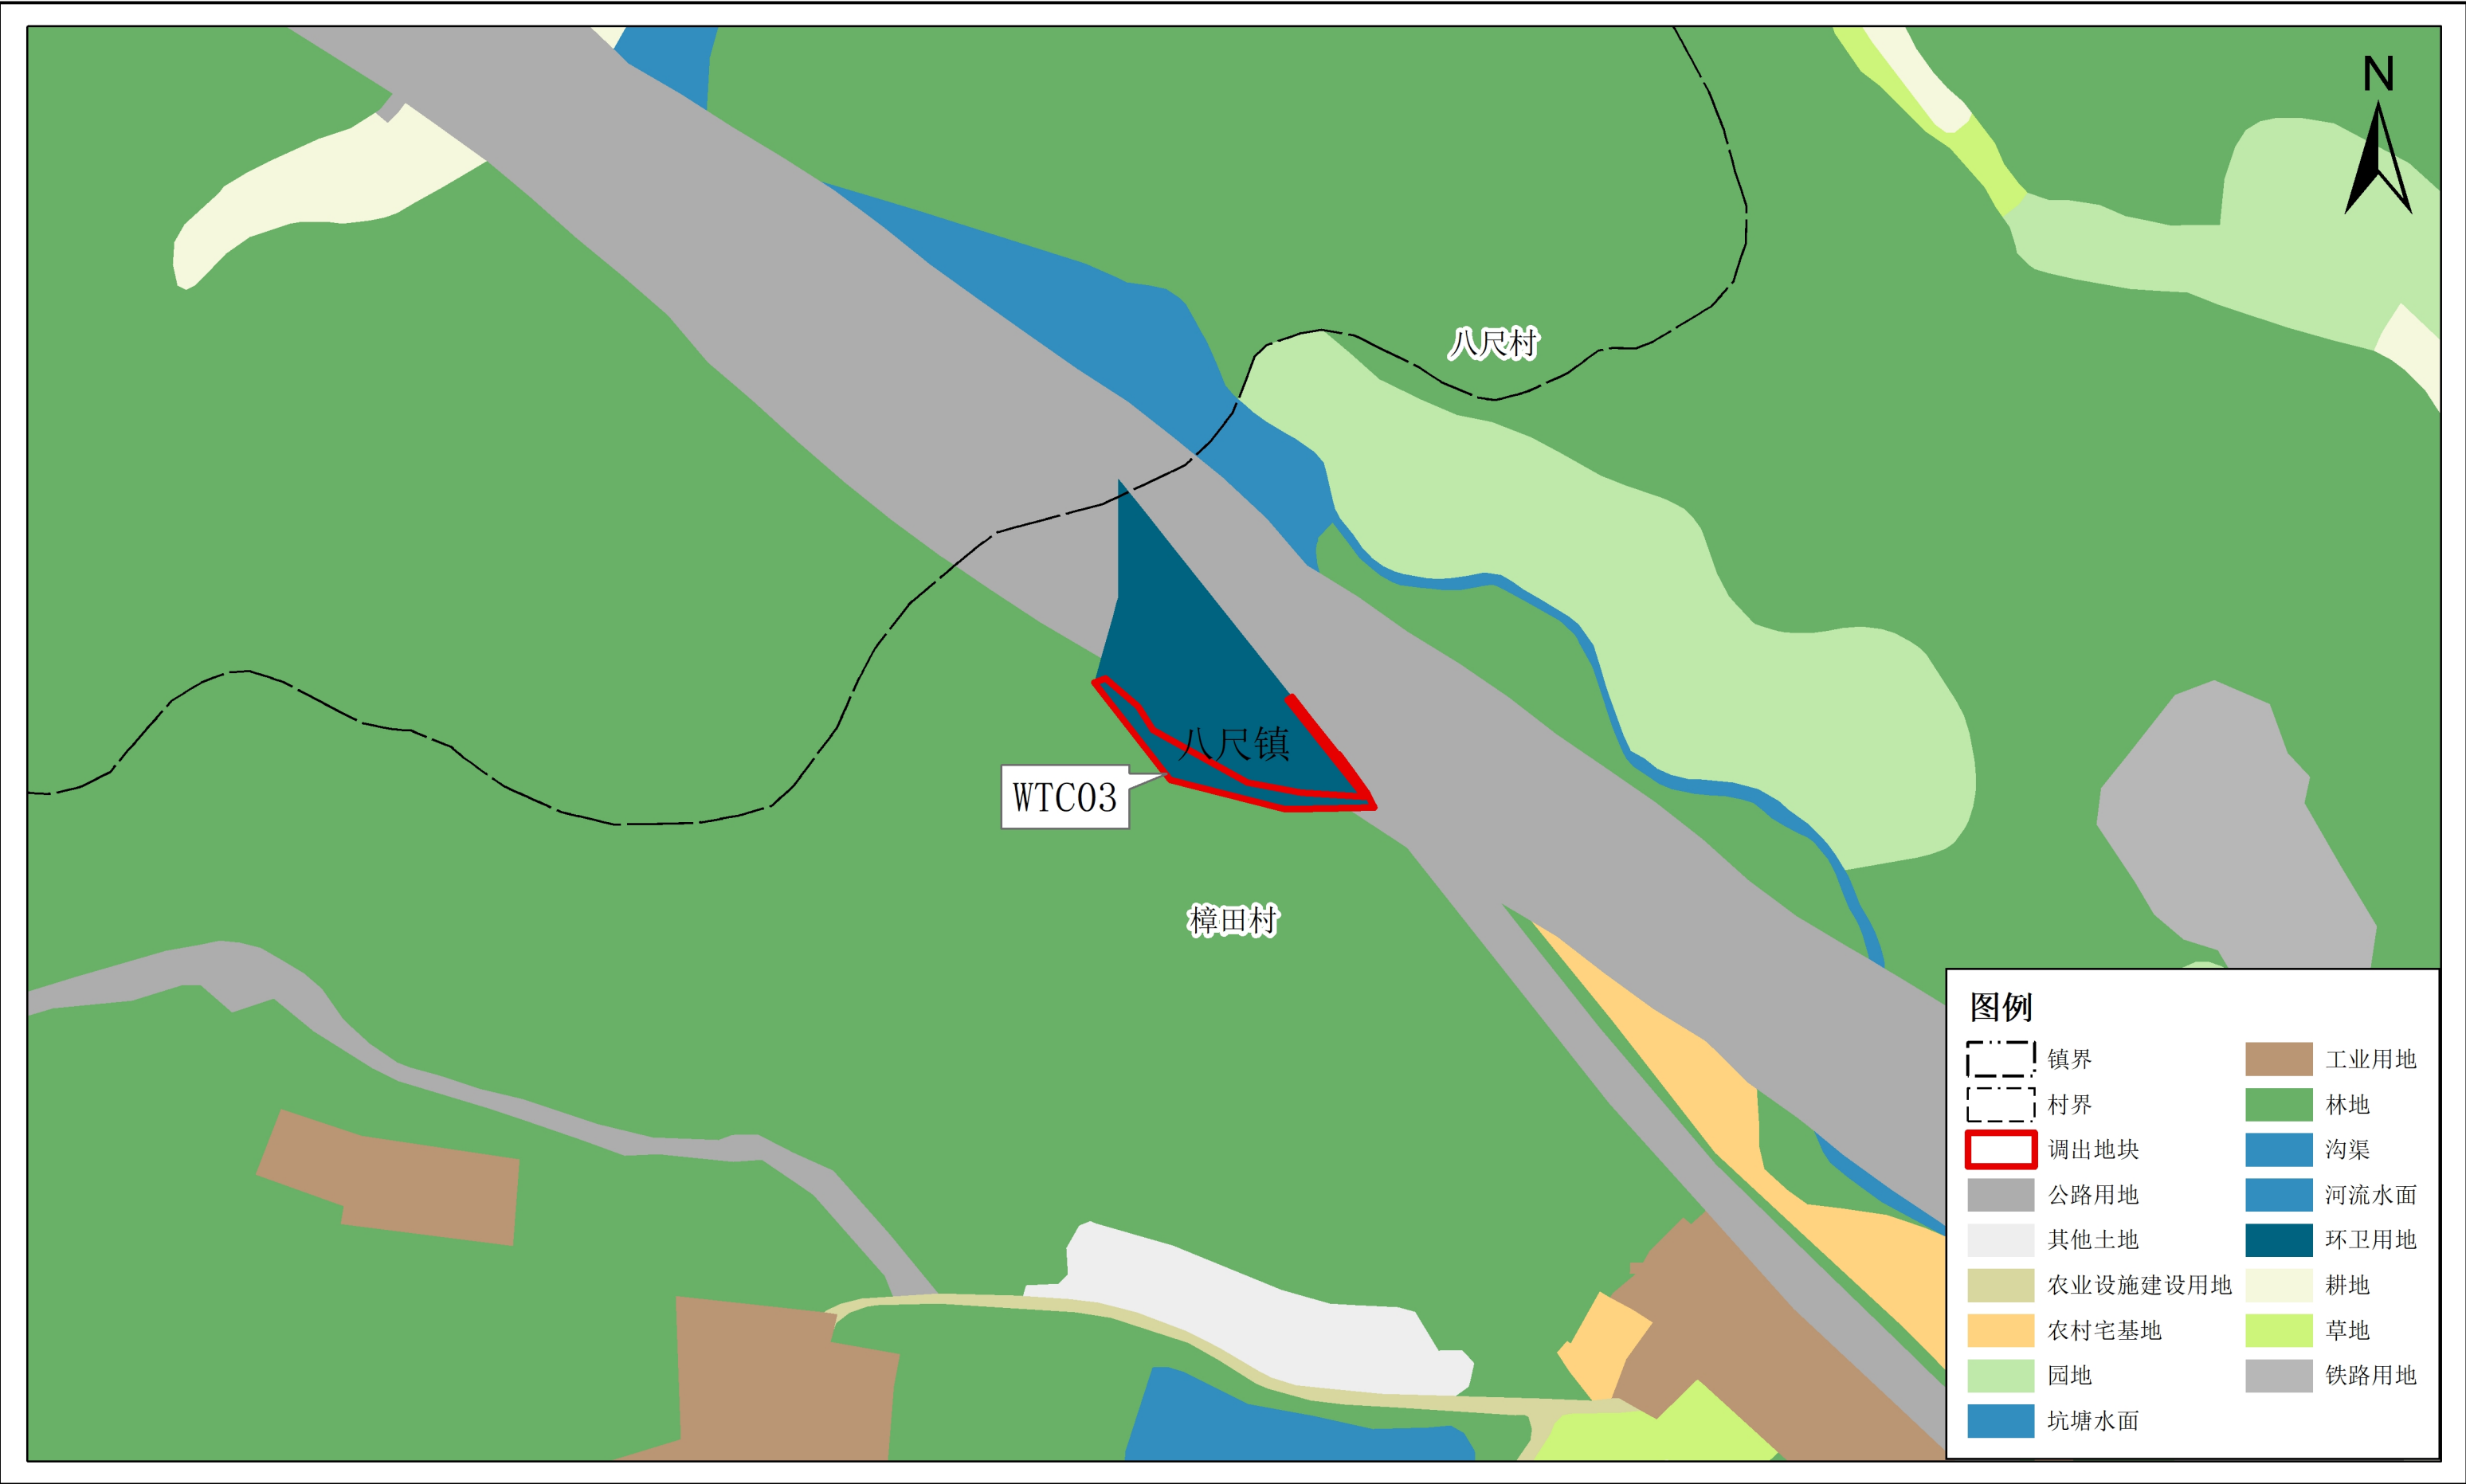 N
八尺村
八尺镇
WTC03
樟田村
图例
镇界
村界
调出地块
公路用地
其他土地
农业设施建设用地
农村宅基地
园地
坑塘水面
工业用地
林地
沟渠
河流水面
环卫用地
耕地
草地
铁路用地